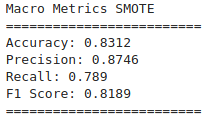 Macro Metrics SMOTE
=========================
Accuracy: 0.8312
Precision: 0.8746
Recall: 0.789
F1 Score: 0.8189
=========================